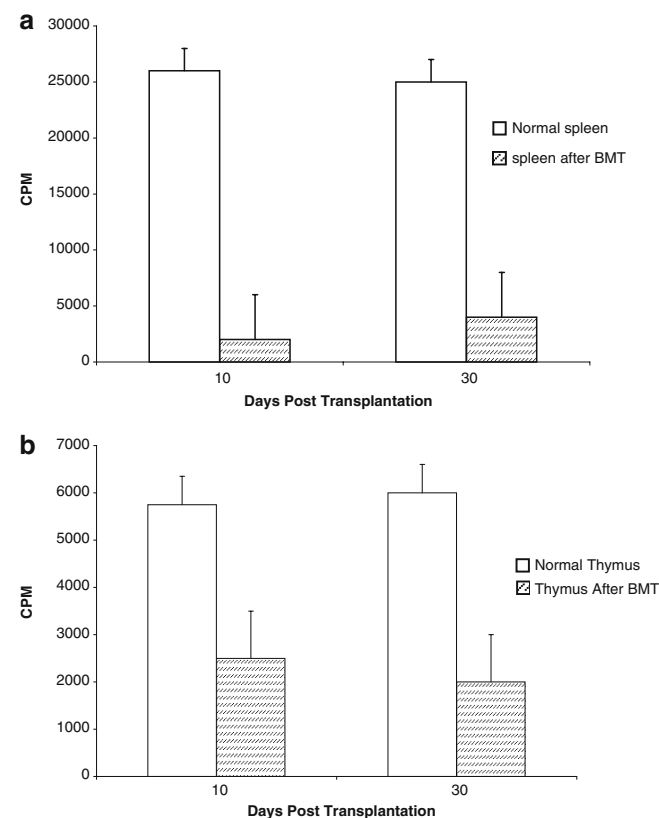 a
30000
25000
20000
15000
10000
5000
0
CPM
10
30
Days Post Transplantation
Normal spleen
spleen after BMT
b
7000
6000
5000
4000
3000
2000
1000
0
CPM
10
30
Days Post Transplantation
Normal Thymus
Thymus After BMT